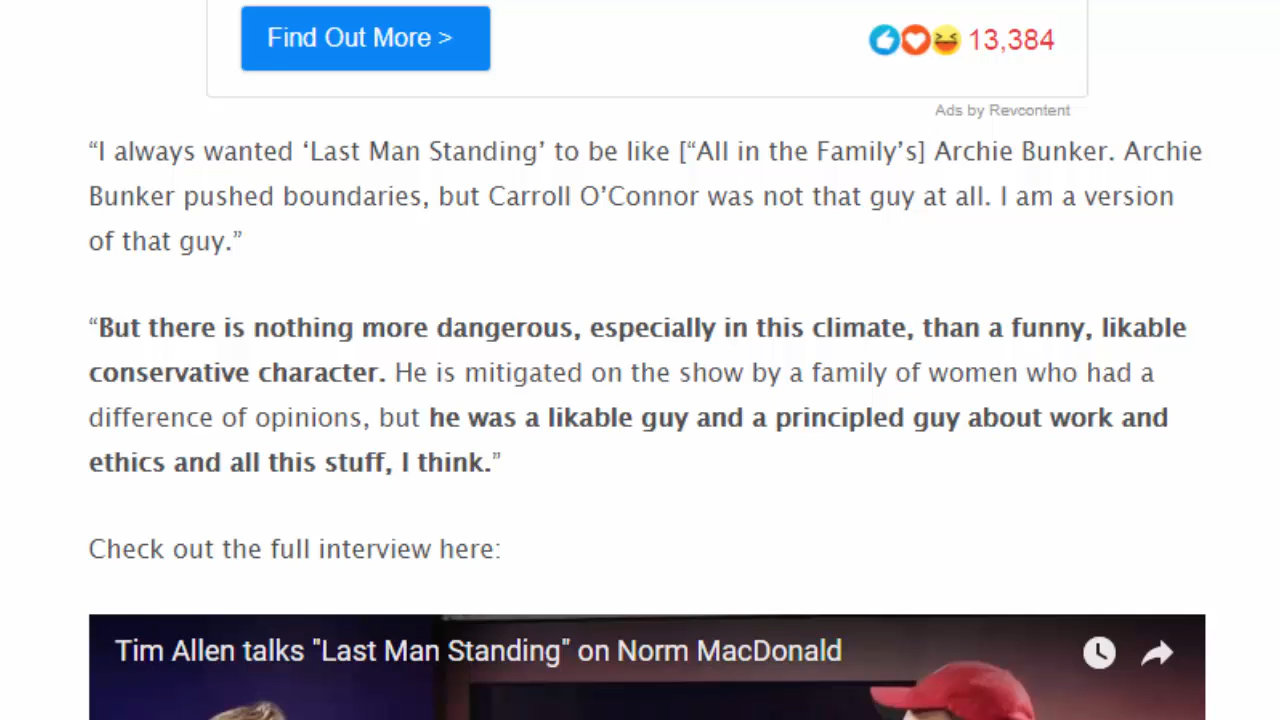 Find Out More >
13,384
Ads by Revcontent
“I always wanted ‘Last Man Standing’ to be like [“All in the Family’s] Archie Bunker. Archie
Bunker pushed boundaries, but Carroll O’Connor was not that guy at all. I am a version
of that guy.”
“But there is nothing more dangerous, especially in this climate, than a funny, likable
conservative character. He is mitigated on the show by a family of women who had a
difference of opinions, but he was a likable guy and a principled guy about work and
ethics and all this stuff, I think.”
Check out the full interview here:
Tim Allen talks "Last Man Standing" on Norm MacDonald